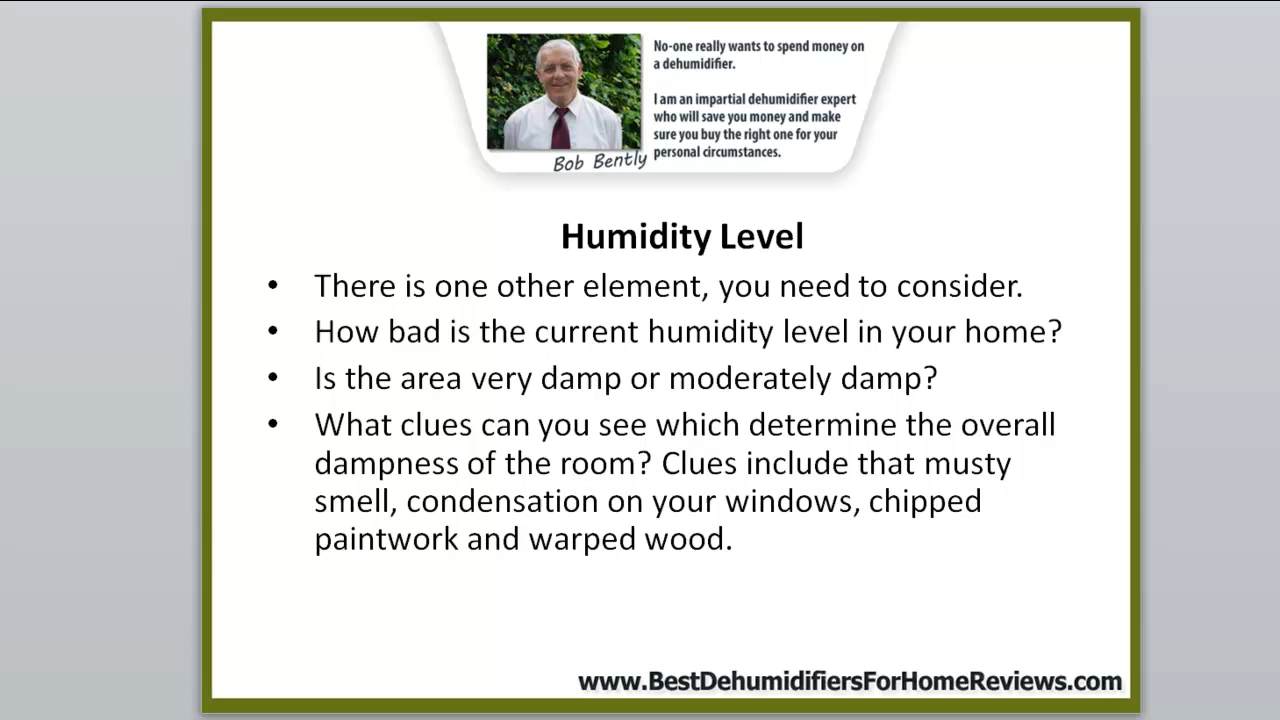 No-one really wants to spend money on
a dehumidifier.
I am an impartial dehumidifier expert
who will save you money and make
sure you buy the right one for your
personal circumstances.
Bob Bently
Humidity Level
• There is one other element, you need to consider.
• How bad is the current humidity level in your home?
• Is the area very damp or moderately damp?
• What clues can you see which determine the overall
dampness of the room? Clues include that musty
smell, condensation on your windows, chipped
paintwork and warped wood.
www.BestDehumidifiersForHomeReviews.com